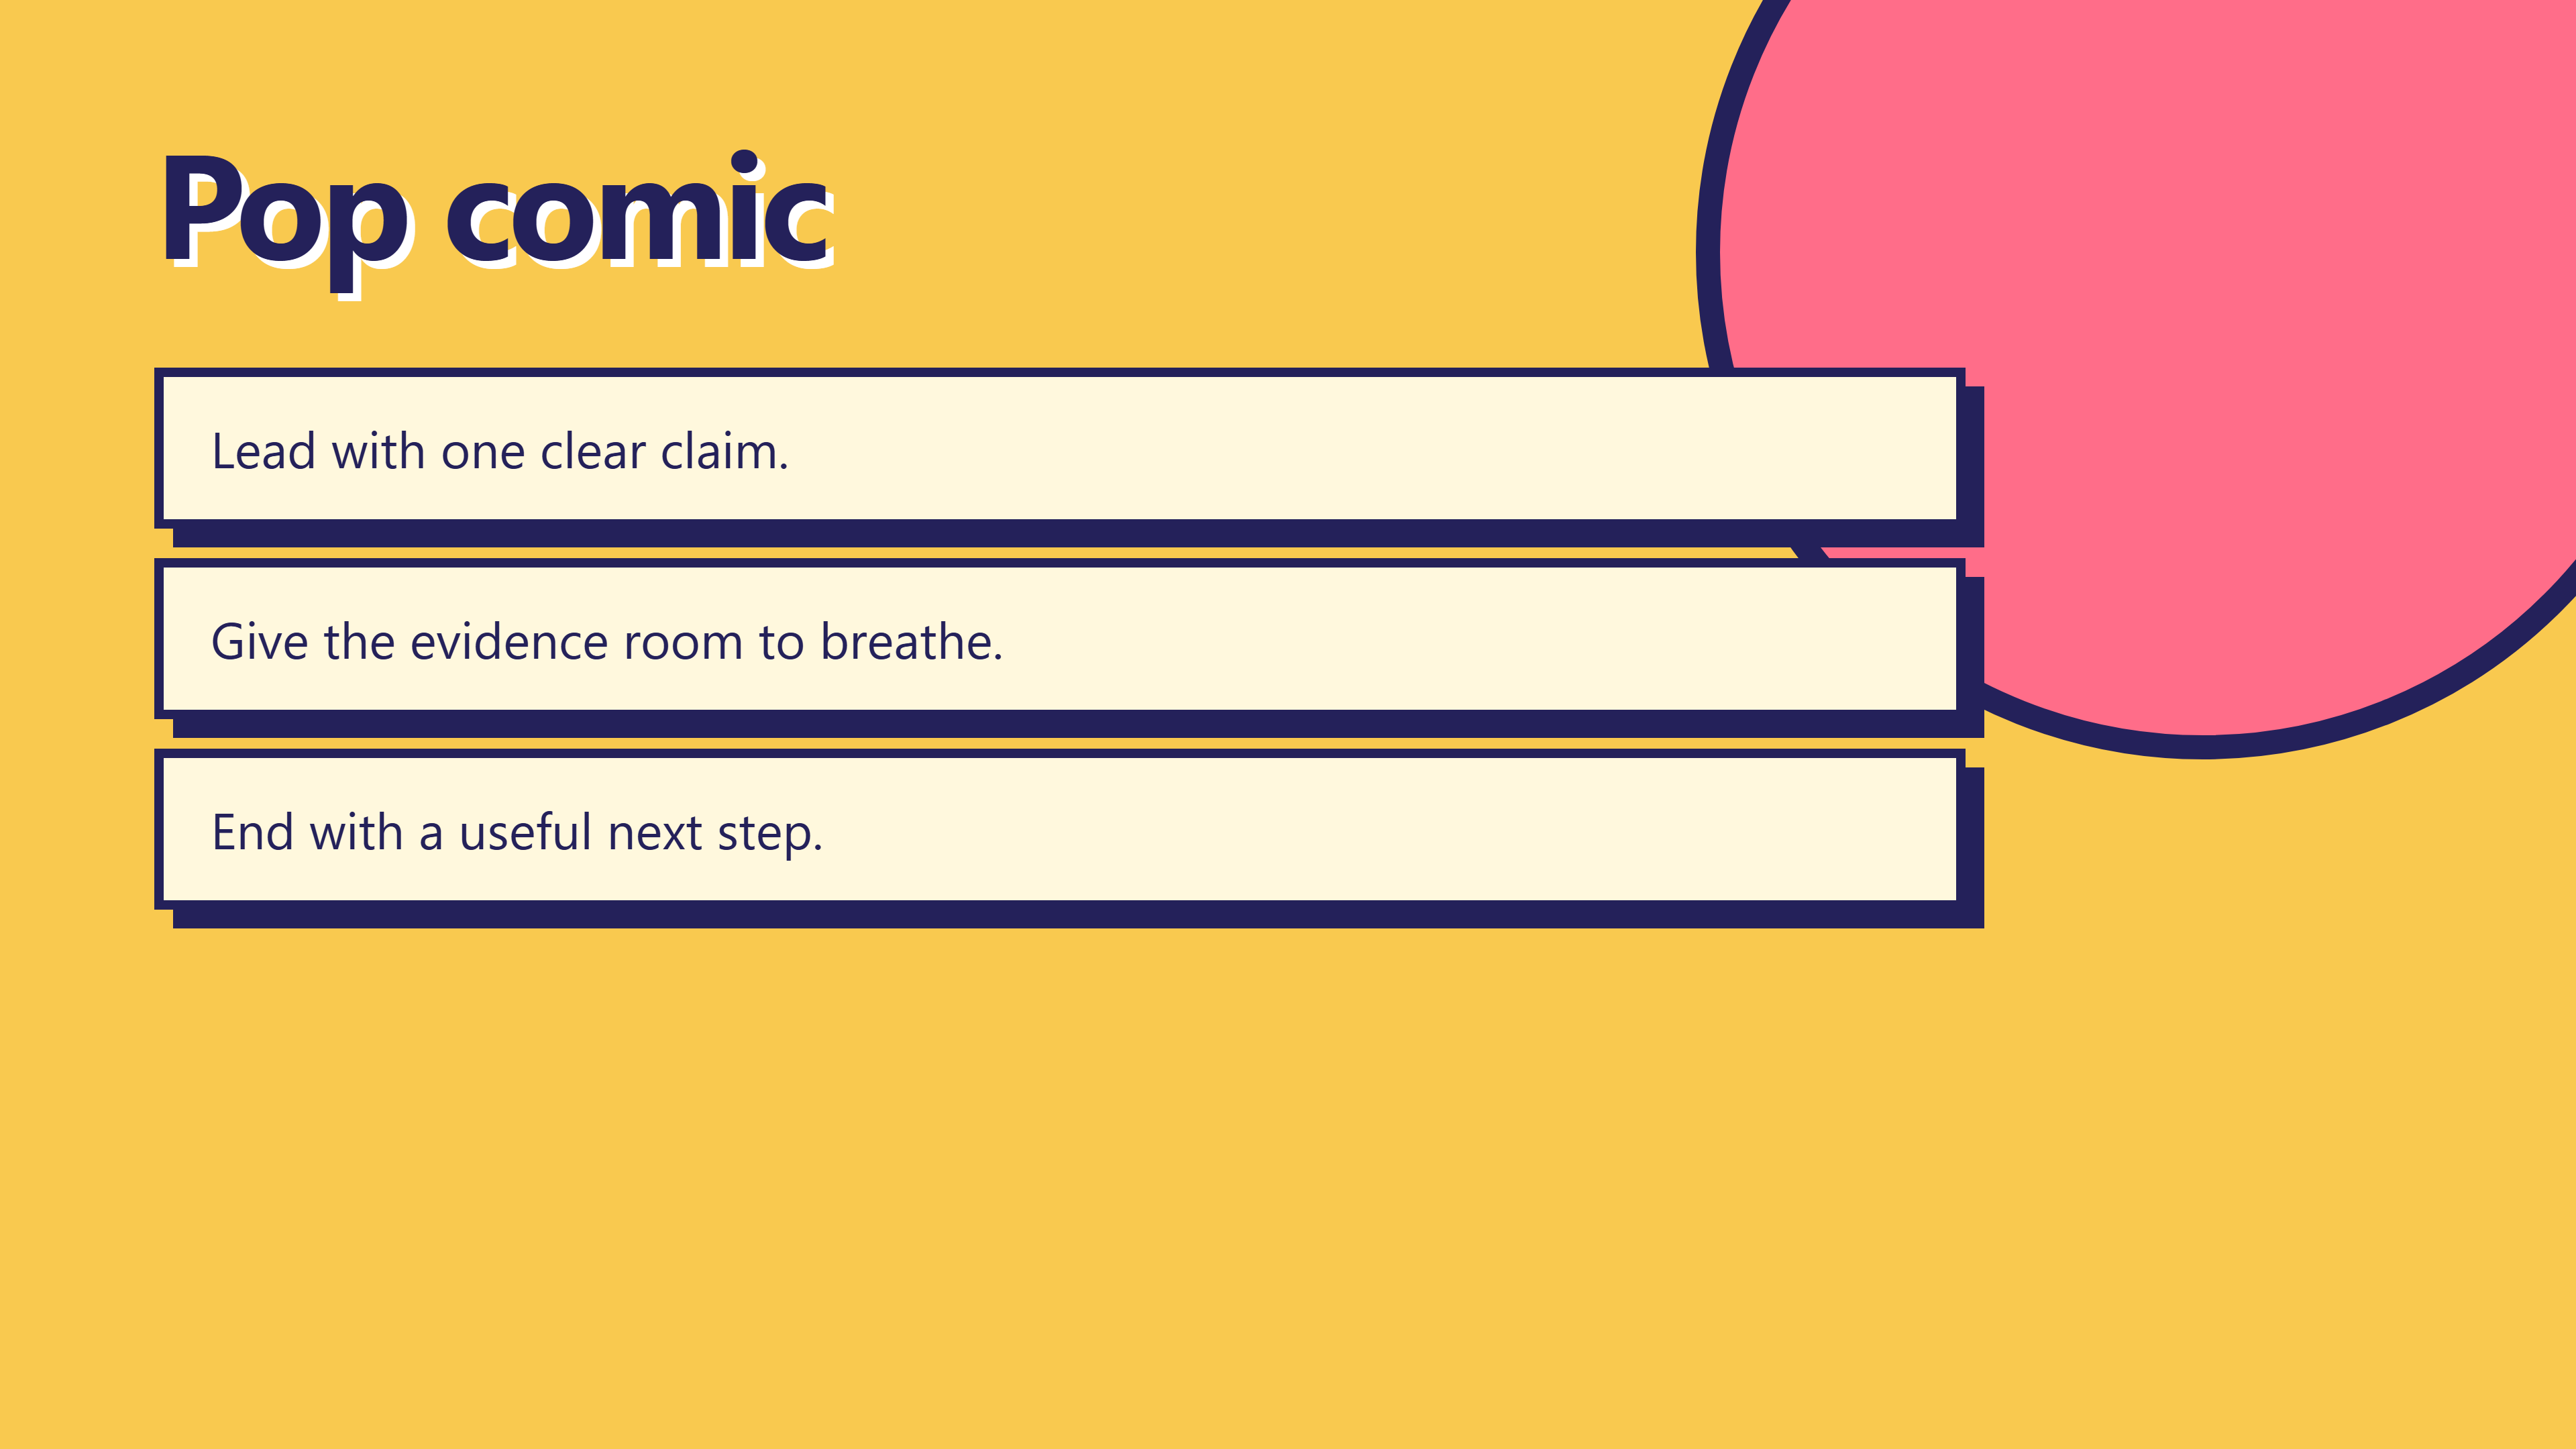 Pop comic
Lead with one clear claim.
Give the evidence room to breathe.
End with a useful next step.